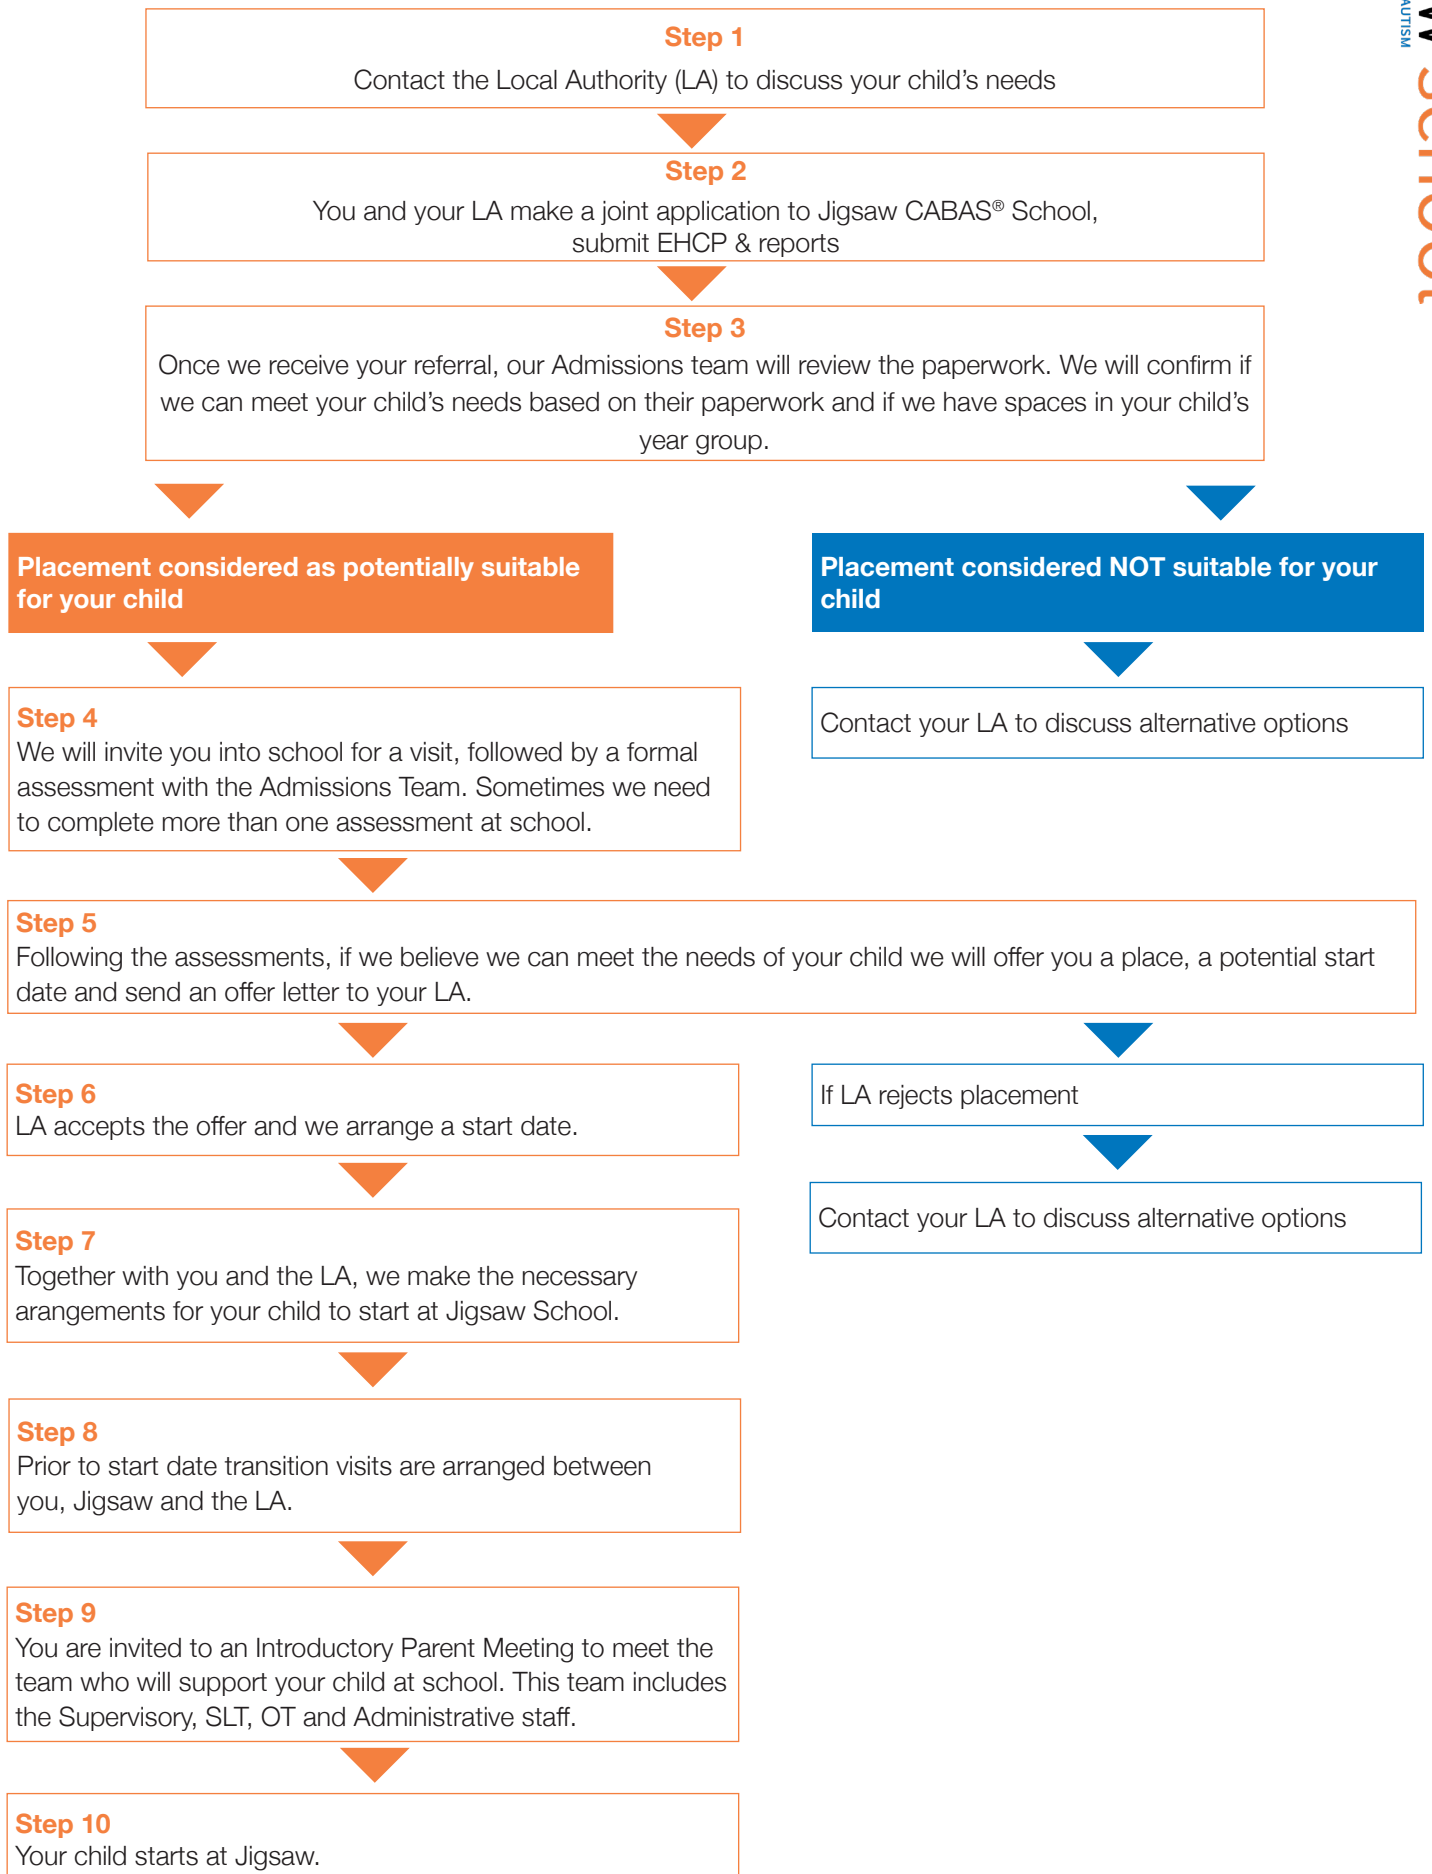 AUTISM
School
Step 1
Contact the Local Authority (LA) to discuss your child’s needs
Step 2
You and your LA make a joint application to Jigsaw CABAS® School,
submit EHCP & reports
Step 3
Once we receive your referral, our Admissions team will review the paperwork. We will confirm if
we can meet your child’s needs based on their paperwork and if we have spaces in your child’s
year group.
Placement considered as potentially suitable
for your child
Placement considered NOT suitable for your
child
Step 4
We will invite you into school for a visit, followed by a formal
assessment with the Admissions Team. Sometimes we need
to complete more than one assessment at school.
Contact your LA to discuss alternative options
Step 5
Following the assessments, if we believe we can meet the needs of your child we will offer you a place, a potential start
date and send an offer letter to your LA.
Step 6
LA accepts the offer and we arrange a start date.
If LA rejects placement
Contact your LA to discuss alternative options
Step 7
Together with you and the LA, we make the necessary
arangements for your child to start at Jigsaw School.
Step 8
Prior to start date transition visits are arranged between
you, Jigsaw and the LA.
Step 9
You are invited to an Introductory Parent Meeting to meet the
team who will support your child at school. This team includes
the Supervisory, SLT, OT and Administrative staff.
Step 10
Your child starts at Jigsaw.